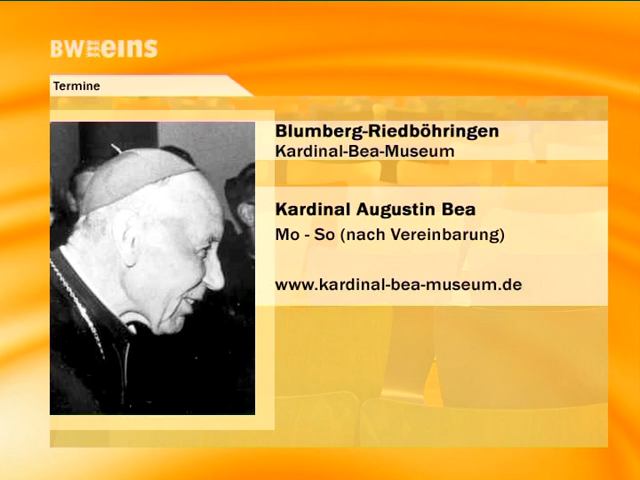 BW eins
Termine
Blumberg-Riedböhringen
Kardinal-Bea-Museum
Kardinal Augustin Bea
Mo - So (nach Vereinbarung)
www.kardinal-bea-museum.de